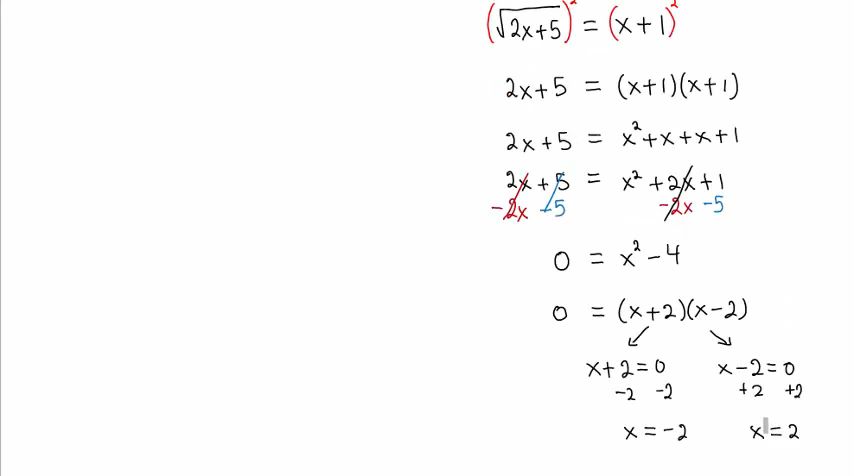 (√2x+5)² = (x+1)²
2x+5 = (x+1)(x+1)
2x+5 = x²+x+x+1
2x+5 = x²+2x+1
-2x -5 -2x -5
0 = x²-4
0 = (x+2)(x-2)
x+2=0 x-2=0
-2 -2 +2 +2
x=-2 x=2